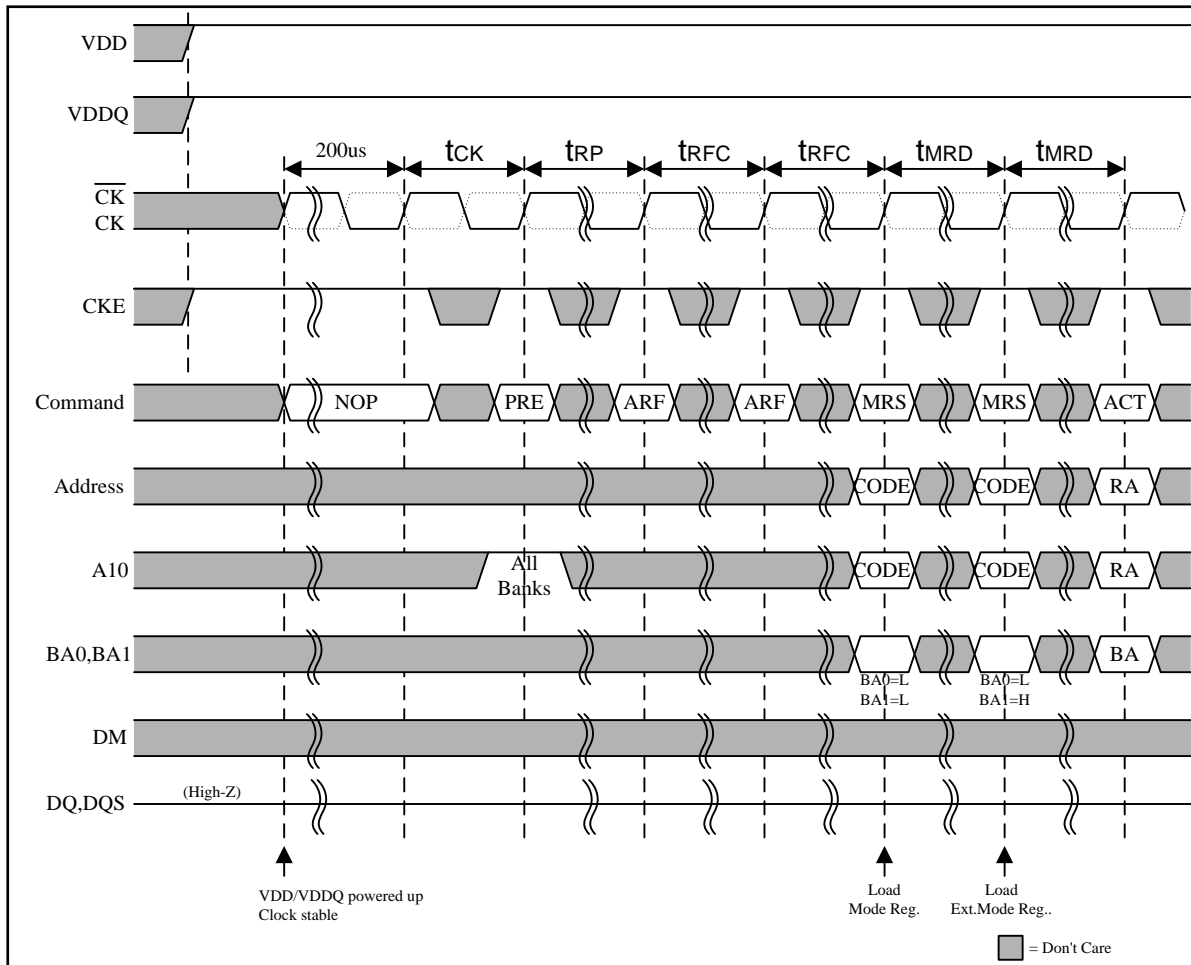 VDD
VDDQ
200us tCK tRP tRFC tRFC tMRD tMRD
CK
CK
CKE
Command NOP PRE ARF ARF MRS MRS ACT
Address CODE CODE RA
A10 All Banks CODE CODE RA
BA0,BA1 BA
BA0=L BA0=L
BA1=L BA1=H
DM
DQ,DQS (High-Z)
VDD/VDDQ powered up
Clock stable
Load
Mode Reg.
Load
Ext.Mode Reg..
= Don't Care